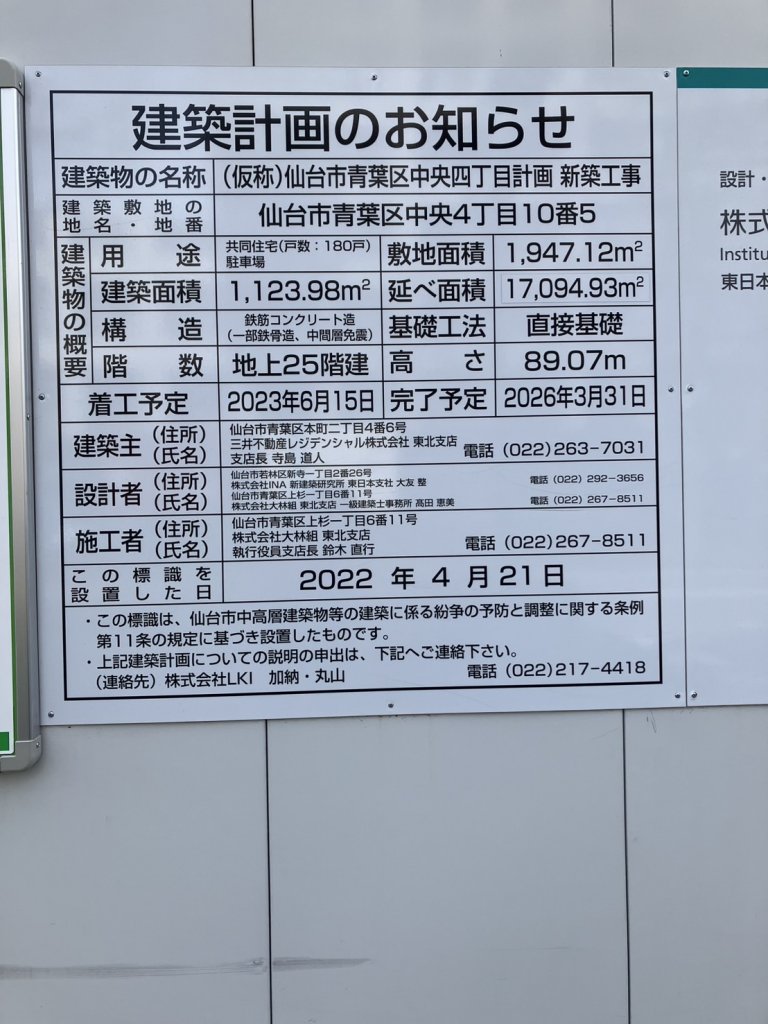 建築計画のお知らせ
建築物の名称 (仮称)仙台市青葉区中央四丁目計画 新築工事
建築敷地の
地名・地番 仙台市青葉区中央4丁目10番5
建築物の概要
用途 共同住宅(戸数:180戸)
駐車場
敷地面積 1,947.12m²
建築面積 1,123.98m² 延べ面積 17,094.93m²
構造 鉄筋コンクリート造
(一部鉄骨造、中間層免震)
基礎工法 直接基礎
階数 地上25階建 高さ 89.07m
着工予定 2023年6月15日 完了予定 2026年3月31日
建築主 (住所)
(氏名)
仙台市青葉区本町二丁目4番6号
三井不動産レジデンシャル株式会社 東北支店
支店長 寺島 道人
電話 (022)263-7031
設計者 (住所)
(氏名)
仙台市若林区新寺一丁目2番26号
株式会社INA 新建築研究所 東日本支社 大友 整
電話 (022)292-3656
仙台市青葉区上杉一丁目6番11号
株式会社大林組 東北支店 一級建築士事務所 高田 恵美
電話 (022)267-8511
施工者 (住所)
(氏名)
仙台市青葉区上杉一丁目6番11号
株式会社大林組 東北支店
執行役員支店長 鈴木 直行
電話 (022)267-8511
この標識を
設置した日 2022 年 4 月 21 日
・この標識は、仙台市中高層建築物等の建築に係る紛争の予防と調整に関する条例
第11条の規定に基づき設置したものです。
・上記建築計画についての説明の申出は、下記へご連絡下さい。
(連絡先)株式会社LKI 加納・丸山 電話 (022)217-4418
設計・
株式
Institu
東日本